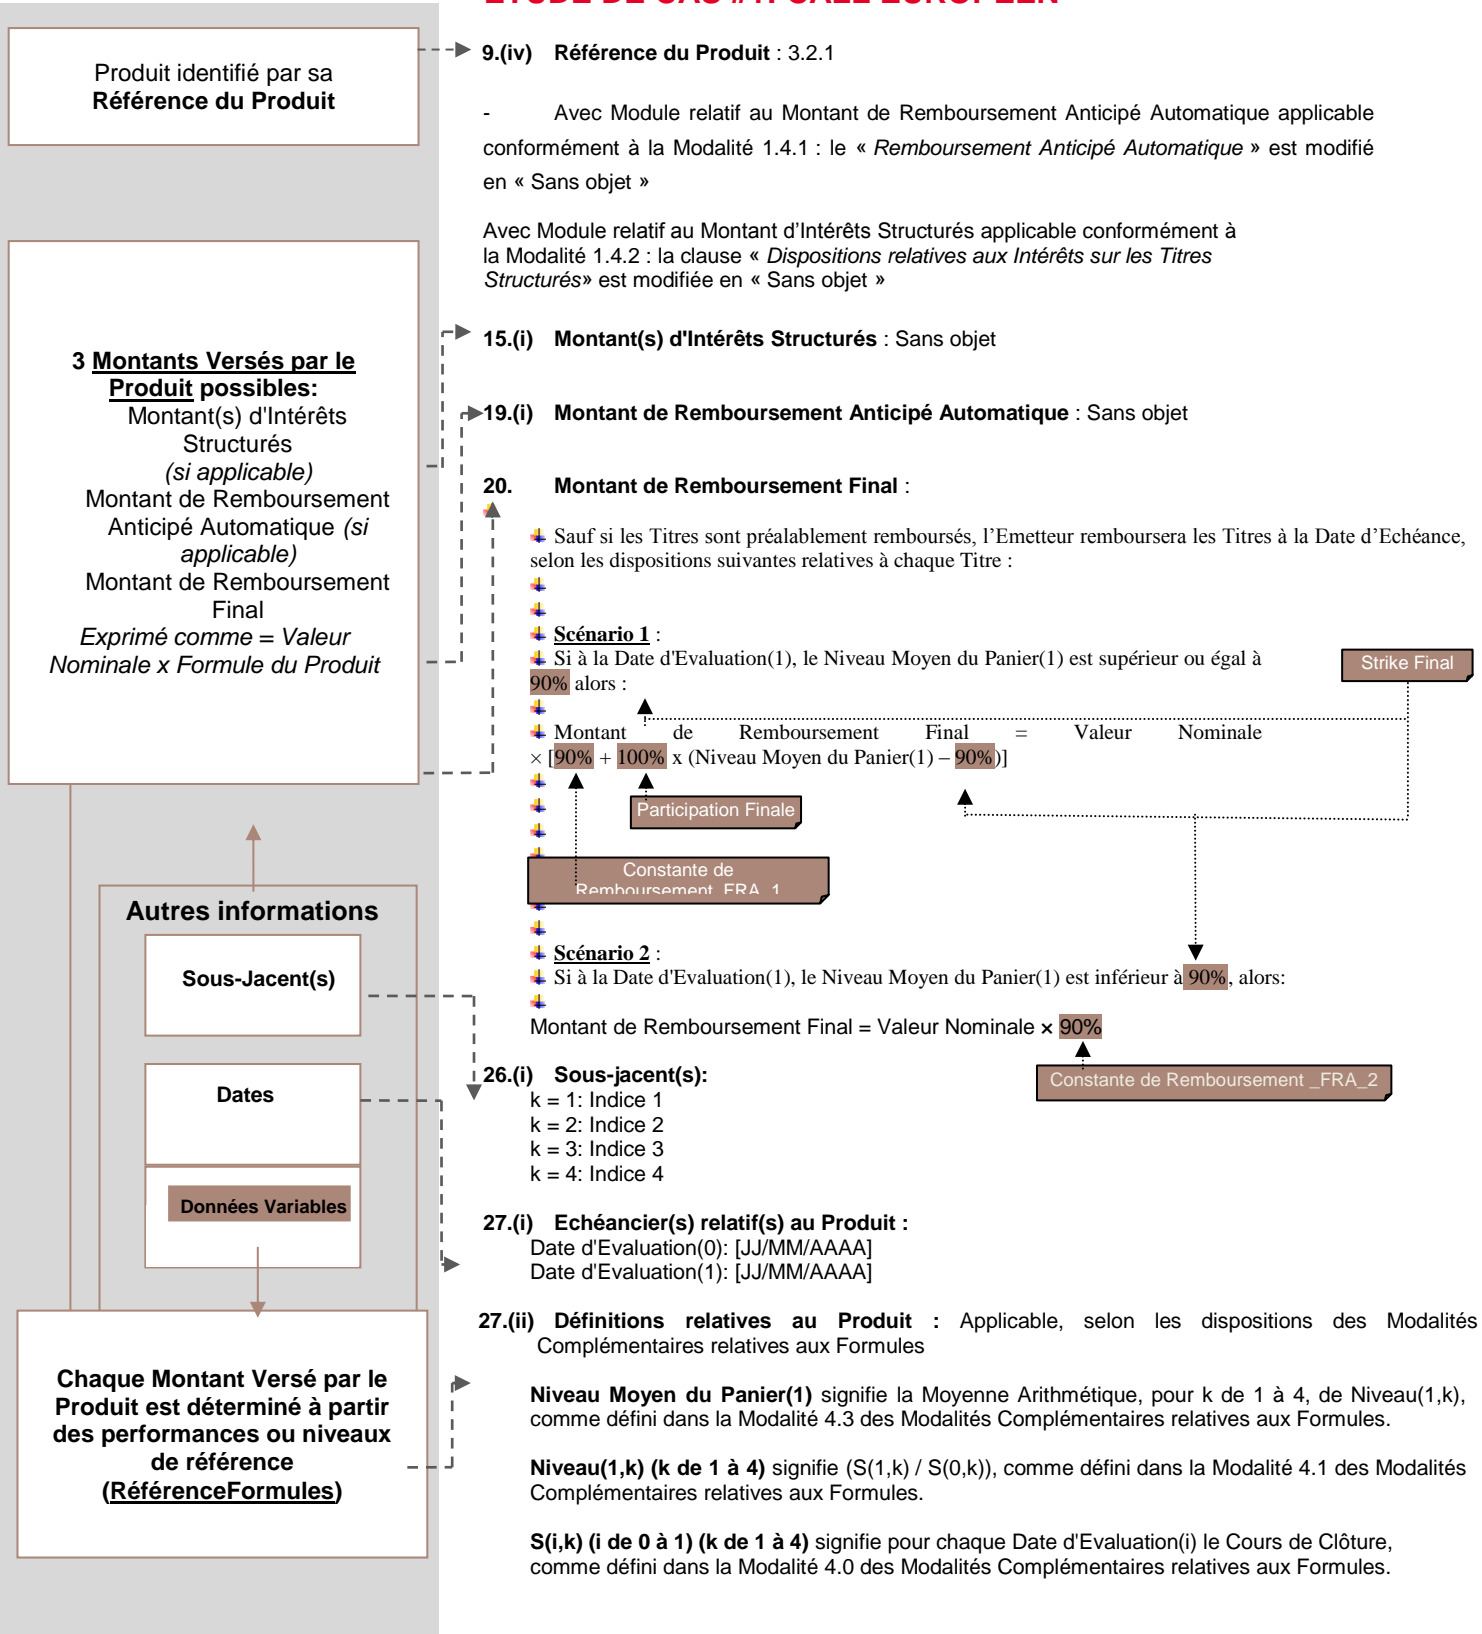 Produit identifié par sa
Référence du Produit
9.(iv) Référence du Produit : 3.2.1
- Avec Module relatif au Montant de Remboursement Anticipé Automatique applicable
conformément à la Modalité 1.4.1 : le « Remboursement Anticipé Automatique » est modifié
en « Sans objet »
Avec Module relatif au Montant d'Intérêts Structurés applicable conformément à
la Modalité 1.4.2 : la clause « Dispositions relatives aux Intérêts sur les Titres
Structurés» est modifiée en « Sans objet »
3 Montants Versés par le
Produit possibles:
Montant(s) d'Intérêts
Structurés
(si applicable)
Montant de Remboursement
Anticipé Automatique (si
applicable)
Montant de Remboursement
Final
Exprimé comme = Valeur
Nominale x Formule du Produit
15.(i) Montant(s) d'Intérêts Structurés : Sans objet
19.(i) Montant de Remboursement Anticipé Automatique : Sans objet
20. Montant de Remboursement Final :
Sauf si les Titres sont préalablement remboursés, l'Emetteur remboursera les Titres à la Date d'Echéance,
selon les dispositions suivantes relatives à chaque Titre :
Scénario 1 :
Si à la Date d'Evaluation(1), le Niveau Moyen du Panier(1) est supérieur ou égal à
90% alors :
Strike Final
Montant de Remboursement Final = Valeur Nominale
× [90% + 100% x (Niveau Moyen du Panier(1) – 90%)]
Participation Finale
Constante de
Remboursement_FRA_1
Scénario 2 :
Si à la Date d'Evaluation(1), le Niveau Moyen du Panier(1) est inférieur à 90%, alors:
Montant de Remboursement Final = Valeur Nominale × 90%
Constante de Remboursement _FRA_2
Autres informations
Sous-Jacent(s)
Dates
Données Variables
26.(i) Sous-jacent(s):
k = 1: Indice 1
k = 2: Indice 2
k = 3: Indice 3
k = 4: Indice 4
27.(i) Echéancier(s) relatif(s) au Produit :
Date d'Evaluation(0): [JJ/MM/AAAA]
Date d'Evaluation(1): [JJ/MM/AAAA]
27.(ii) Définitions relatives au Produit : Applicable, selon les dispositions des Modalités
Complémentaires relatives aux Formules
Chaque Montant Versé par le
Produit est déterminé à partir
des performances ou niveaux
de référence
(RéférenceFormules)
Niveau Moyen du Panier(1) signifie la Moyenne Arithmétique, pour k de 1 à 4, de Niveau(1,k),
comme défini dans la Modalité 4.3 des Modalités Complémentaires relatives aux Formules.
Niveau(1,k) (k de 1 à 4) signifie (S(1,k) / S(0,k)), comme défini dans la Modalité 4.1 des Modalités
Complémentaires relatives aux Formules.
S(i,k) (i de 0 à 1) (k de 1 à 4) signifie pour chaque Date d'Evaluation(i) le Cours de Clôture,
comme défini dans la Modalité 4.0 des Modalités Complémentaires relatives aux Formules.